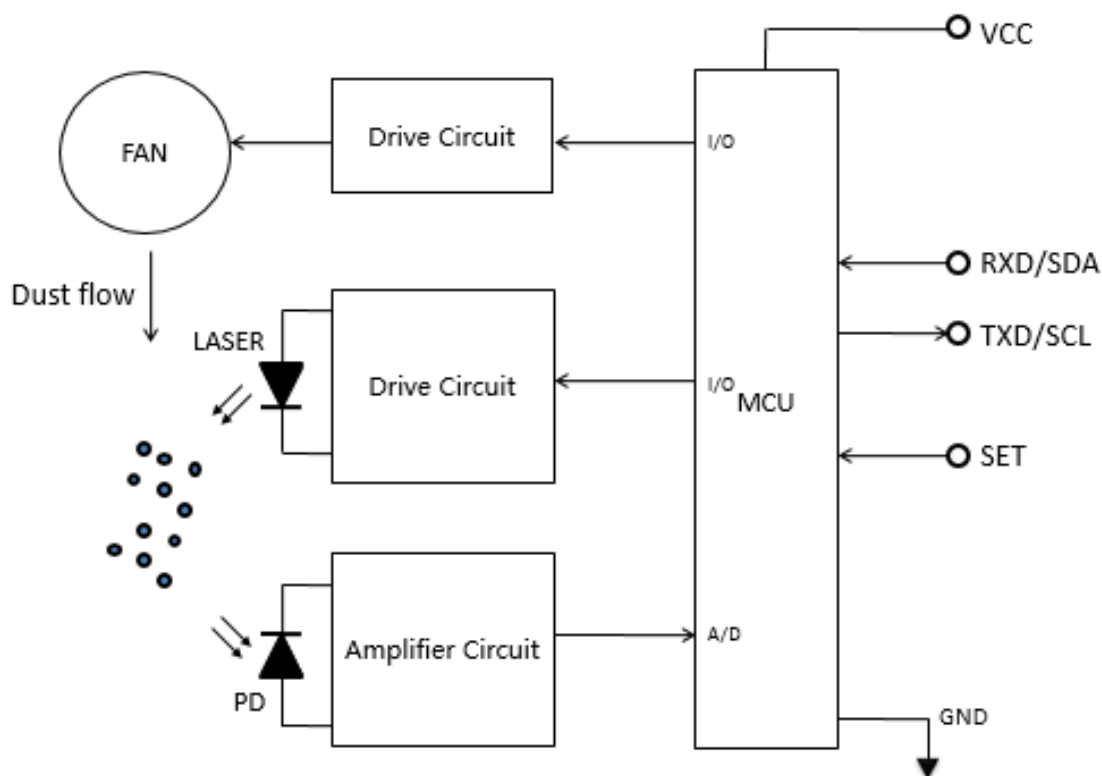 VCC
Drive Circuit
I/O
FAN
RXD/SDA
Dust flow
TXD/SCL
LASER
Drive Circuit
I/O
MCU
SET
A/D
Amplifier Circuit
PD
GND